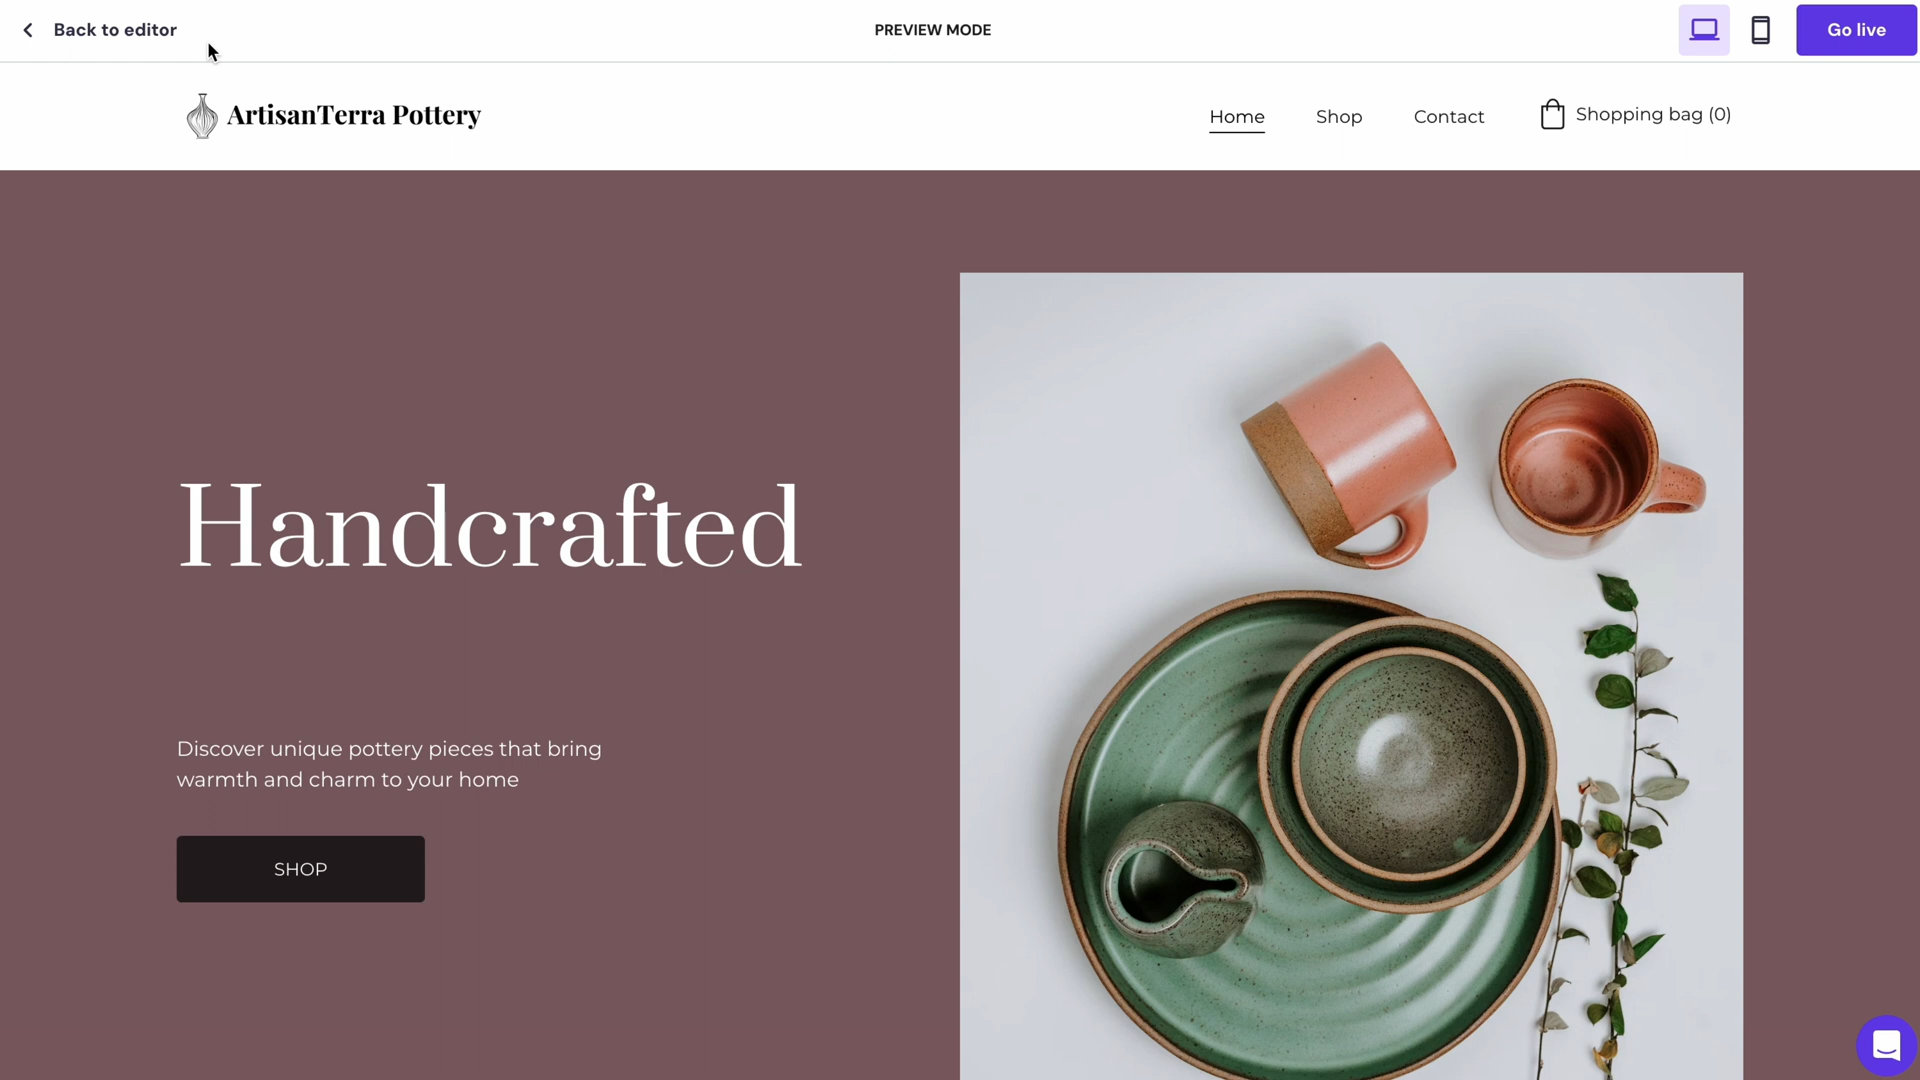 Back to editor
PREVIEW MODE
Go live
ArtisanTerra Pottery
Home
Shop
Contact
Shopping bag (0)
Handcrafted
Discover unique pottery pieces that bring
warmth and charm to your home
SHOP